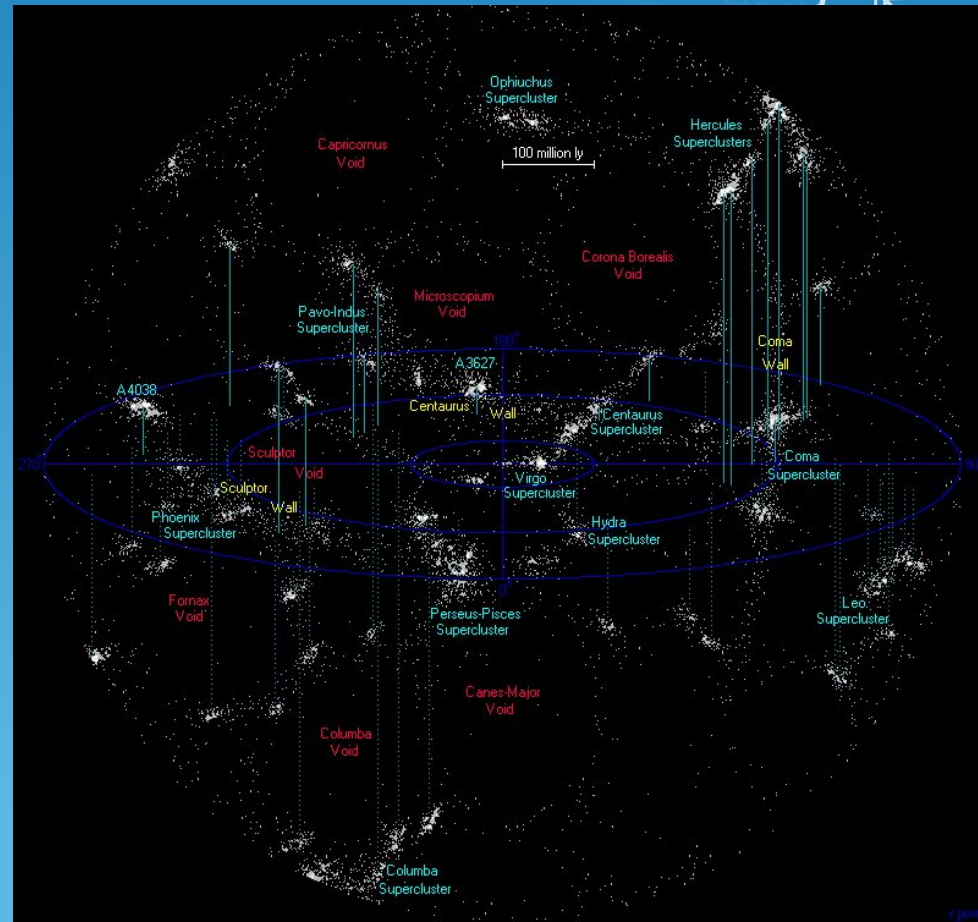 Ophiuchus
Supercluster
Hercules
Superclusters
Capricornus
Void
100 million ly
Corona Borealis
Void
Microscopium
Void
Pavo-Indus
Supercluster
180°
Coma
Wall
A3627
A4038
Centaurus
Wall
Centaurus
Supercluster
Sculptor
Void
270°
Coma
Supercluster
Virgo
Supercluster
Sculptor
Wall
Phoenix
Supercluster
Hydra
Supercluster
0°
Fornax
Void
Perseus-Pisces
Supercluster
Leo
Supercluster
Canes-Major
Void
Columba
Void
Columba
Supercluster